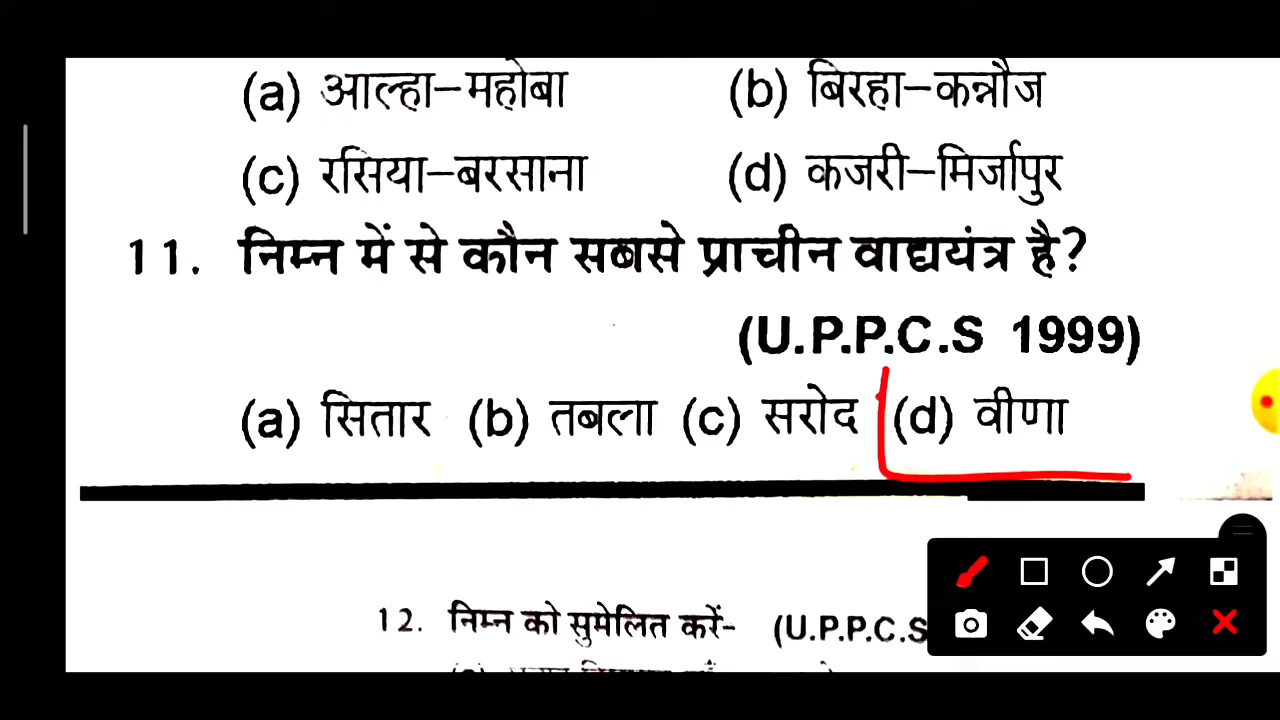 (a) आल्हा–महोबा (b) बिरहा–कन्नौज
(c) रसिया–बरसाना (d) कजरी–मिर्जापुर
11. निम्न में से कौन सबसे प्राचीन वाद्ययंत्र है?
(U.P.P.C.S 1999)
(a) सितार (b) तबला (c) सरोद (d) वीणा
12. निम्न को सुमेलित करें- (U.P.P.C.S